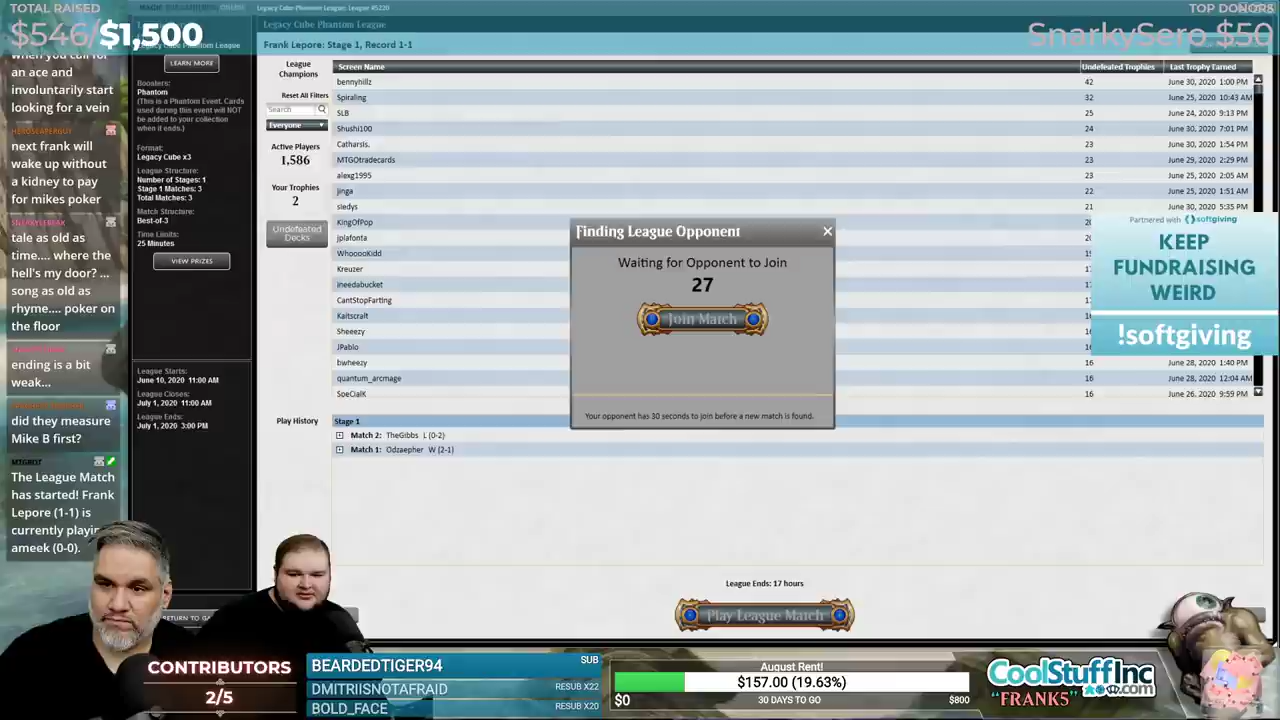 TOTAL RAISED
$546/$1,500
when you call for
an ace and
involuntarily start
looking for a vein
next frank will
wake up without
a kidney to pay
for mikes poker
tale as old as
time.... where the
hell's my door? ...
song as old as
rhyme.... poker on
the floor
ending is a bit
weak...
did they measure
Mike B first?
MTGBOT
The League Match
has started! Frank
Lepore (1-1) is
currently playing
ameek (0-0).
Legacy Cube Phantom League
LEARN MORE
Boosters:
Phantom
(This is a Phantom Event. Cards
used during this event will NOT
be added to your collection
when it ends.)
Format:
Legacy Cube x3
League Structure:
Number of Stages: 1
Stage 1 Matches: 3
Total Matches: 3
Match Structure:
Best-of-3
Time Limits:
25 Minutes
VIEW PRIZES
League Starts:
June 10, 2020 11:00 AM
League Closes:
July 1, 2020 11:00 AM
League Ends:
July 1, 2020 3:00 PM
Legacy Cube Phantom League: League #5220
Legacy Cube Phantom League
Frank Lepore: Stage 1, Record 1-1
League
Champions
Reset All Filters
Search
Everyone
Active Players
1,586
Your Trophies
2
Undefeated
Decks
Screen Name Undefeated Trophies Last Trophy Earned
bennyhillz 42 June 30, 2020 1:00 PM
Spiraling 32 June 25, 2020 10:43 AM
SLB 25 June 24, 2020 9:13 PM
Shushi100 24 June 30, 2020 7:01 PM
Catharsis. 23 June 30, 2020 1:54 PM
MTGOtradecards 23 June 29, 2020 2:29 PM
alexg1995 23 June 25, 2020 2:05 AM
jinga 22 June 25, 2020 1:51 AM
sledys 21 June 30, 2020 5:35 PM
KingOfPop
jplafonta
WhooooKidd
Kreuzer
ineedabucket
CantStopFarting
Kaitscralt
Sheeezy
JPablo
bwheezy 16 June 28, 2020 1:40 PM
quantum_arcmage 16 June 28, 2020 12:04 AM
SpeCialK 16 June 26, 2020 9:59 PM
Finding League Opponent
Waiting for Opponent to Join
27
Join Match
Your opponent has 30 seconds to join before a new match is found.
Play History
Stage 1
Match 2: TheGibbs L (0-2)
Match 1: Odzaepher W (2-1)
League Ends: 17 hours
Play League Match
TOP DONORS
SnarkySero $50
Partnered with softgiving
KEEP
FUNDRAISING
WEIRD
!softgiving
CONTRIBUTORS
2/5
BEARDEDTIGER94 SUB
DMITRIISNOTAFRAID RESUB X22
BOLD_FACE RESUB X20
August Rent!
$157.00 (19.63%)
$0 30 DAYS TO GO $800
CoolStuffInc
.com
"FRANK5"